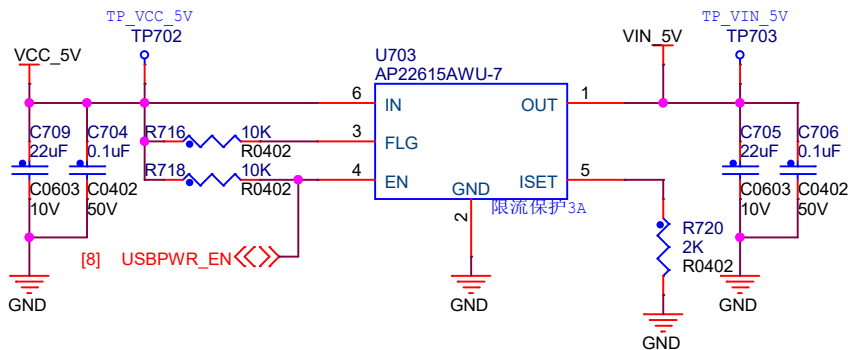 TP_VCC_5V
TP702
VCC_5V
U703
AP22615AWU-7
TP_VIN_5V
TP703
VIN_5V
6
IN
OUT
1
C709
22uF
C0603
10V
C704
0.1uF
C0402
50V
R716
10K
R0402
3
FLG
R718
10K
R0402
4
EN
ISET
5
GND
2
限流保护3A
C705
22uF
C0603
10V
C706
0.1uF
C0402
50V
R720
2K
R0402
[8]
USBPWR_EN
GND
GND
GND
GND